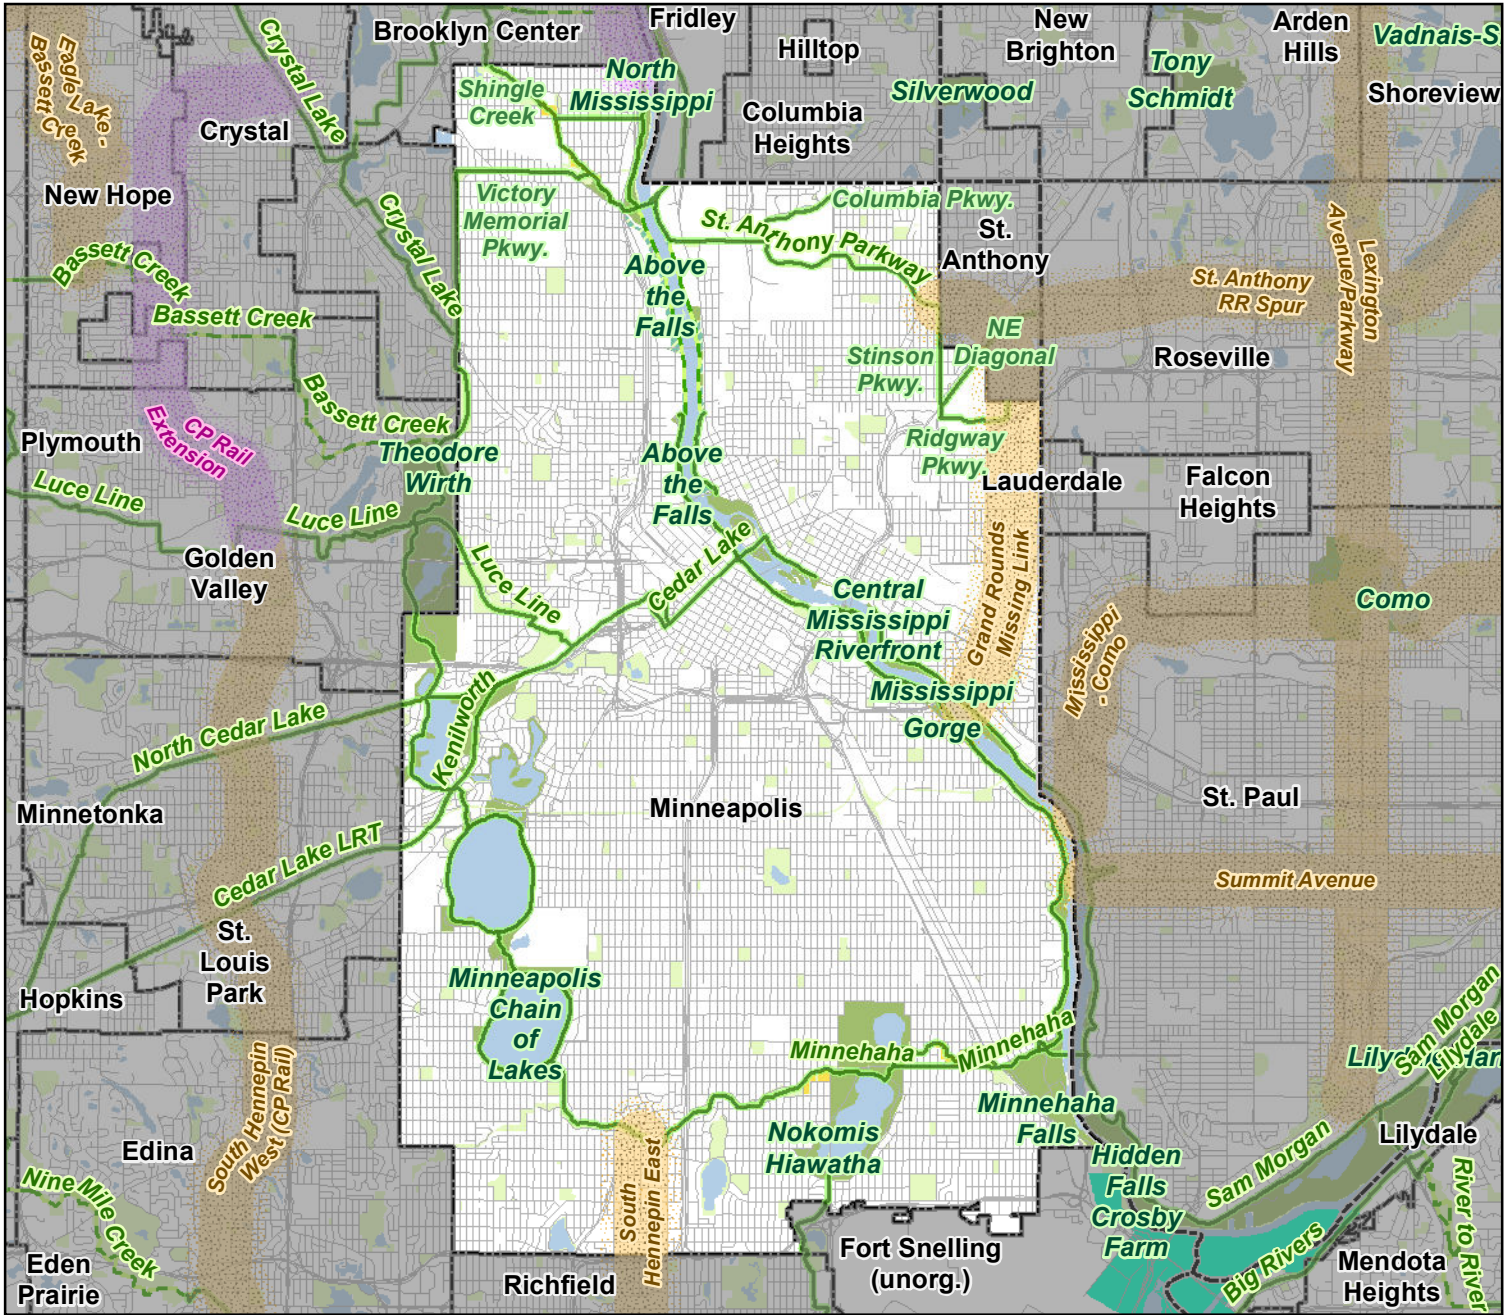 Brooklyn Center
Fridley
Hilltop
New
Brighton
Arden
Hills
Vadnais-S
Tony
Schmidt
Shoreview
Silverwood
Columbia
Heights
North
Mississippi
Shingle
Creek
Crystal Lake
Crystal
Eagle Lake -
Bassett Creek
New Hope
Victory
Memorial
Pkwy.
Crystal Lake
Columbia Pkwy.
St. Anthony Parkway
St.
Anthony
Bassett Creek
Bassett Creek
Above
the
Falls
St. Anthony
RR Spur
Lexington
Avenue/Parkway
NE
Diagonal
Stinson
Pkwy.
Roseville
Bassett Creek
CP Rail
Extension
Plymouth
Theodore
Wirth
Above
the
Falls
Ridgway
Pkwy.
Lauderdale
Falcon
Heights
Luce Line
Luce Line
Golden
Valley
Luce Line
Cedar Lake
Central
Mississippi
Riverfront
Grand Rounds
Missing Link
Mississippi
- Como
Como
Mississippi
Gorge
North Cedar Lake
Kenilworth
Minnetonka
Minneapolis
St. Paul
Cedar Lake LRT
Summit Avenue
St.
Louis
Park
Hopkins
Minneapolis
Chain
of
Lakes
Minnehaha
Minnehaha
Sam Morgan
Lilydale
Lilydale-Har
South Hennepin
West (CP Rail)
Minnehaha
Falls
Nokomis
Hiawatha
Edina
South
Hennepin East
Hidden
Falls
Crosby
Farm
Sam Morgan
Lilydale
River to River
Nine Mile Creek
Eden
Prairie
Richfield
Fort Snelling
(unorg.)
Big Rivers
Mendota
Heights